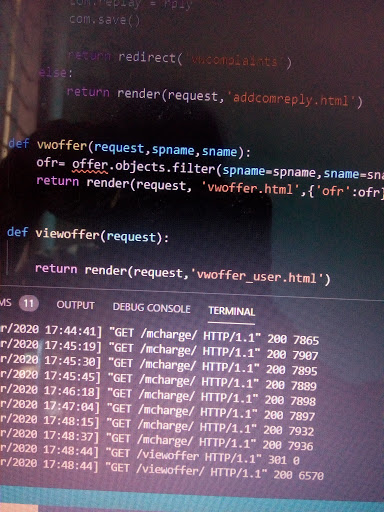 com.replay = rply
com.save()
return redirect('vwcomplaints')
else:
return render(request,'addcomreply.html')
def vwoffer(request,spname,sname):
ofr= offer.objects.filter(spname=spname,sname=sna
return render(request, 'vwoffer.html',{'ofr':ofr}
def viewoffer(request):
return render(request,'vwoffer_user.html')
MS 11 OUTPUT DEBUG CONSOLE TERMINAL
r/2020 17:44:41] "GET /mcharge/ HTTP/1.1" 200 7865
r/2020 17:45:19] "GET /mcharge/ HTTP/1.1" 200 7907
r/2020 17:45:30] "GET /mcharge/ HTTP/1.1" 200 7895
r/2020 17:45:45] "GET /mcharge/ HTTP/1.1" 200 7889
r/2020 17:46:18] "GET /mcharge/ HTTP/1.1" 200 7898
r/2020 17:47:04] "GET /mcharge/ HTTP/1.1" 200 7897
r/2020 17:48:15] "GET /mcharge/ HTTP/1.1" 200 7932
r/2020 17:48:37] "GET /mcharge/ HTTP/1.1" 200 7936
r/2020 17:48:44] "GET /viewoffer HTTP/1.1" 301 0
r/2020 17:48:44] "GET /viewoffer/ HTTP/1.1" 200 6570